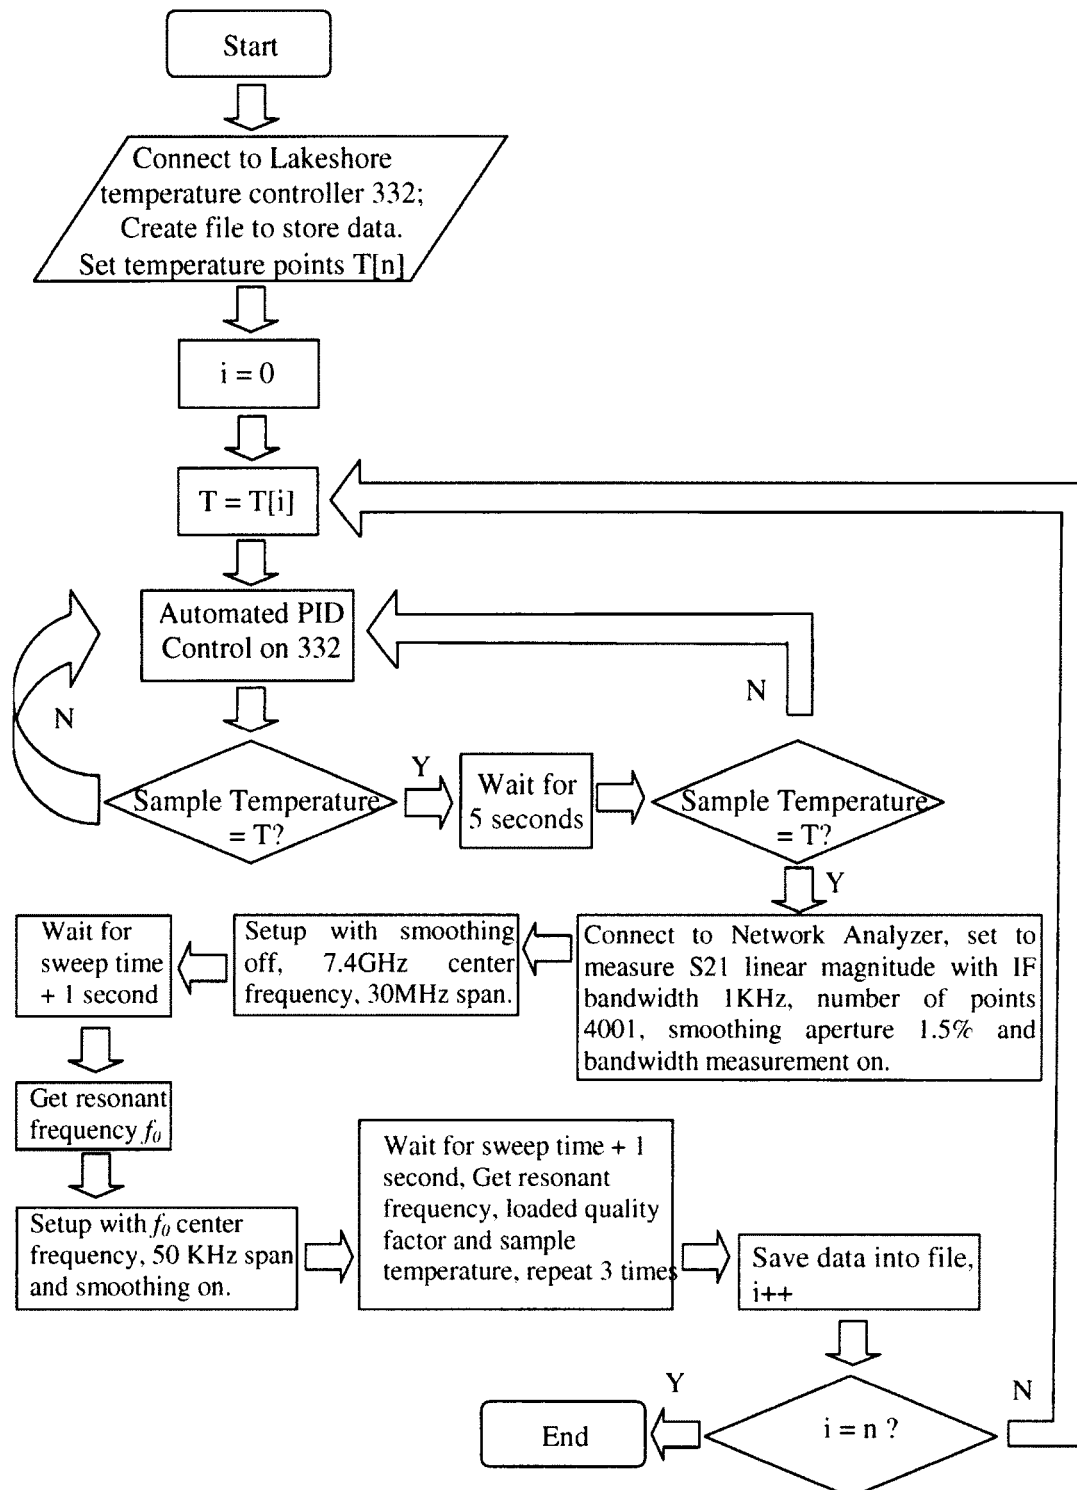 Start
Connect to Lakeshore
temperature controller 332;
Create file to store data.
Set temperature points T[n]
i = 0
T = T[i]
Automated PID
Control on 332
N
N
Sample Temperature
= T?
Y
Wait for
5 seconds
Sample Temperature
= T?
Y
Connect to Network Analyzer, set to
measure S21 linear magnitude with IF
bandwidth 1KHz, number of points
4001, smoothing aperture 1.5% and
bandwidth measurement on.
Setup with smoothing
off, 7.4GHz center
frequency, 30MHz span.
Wait for
sweep time
+ 1 second
Get resonant
frequency f0
Setup with f0 center
frequency, 50 KHz span
and smoothing on.
Wait for sweep time + 1
second, Get resonant
frequency, loaded quality
factor and sample
temperature, repeat 3 times
Save data into file,
i++
i = n ?
Y
N
End